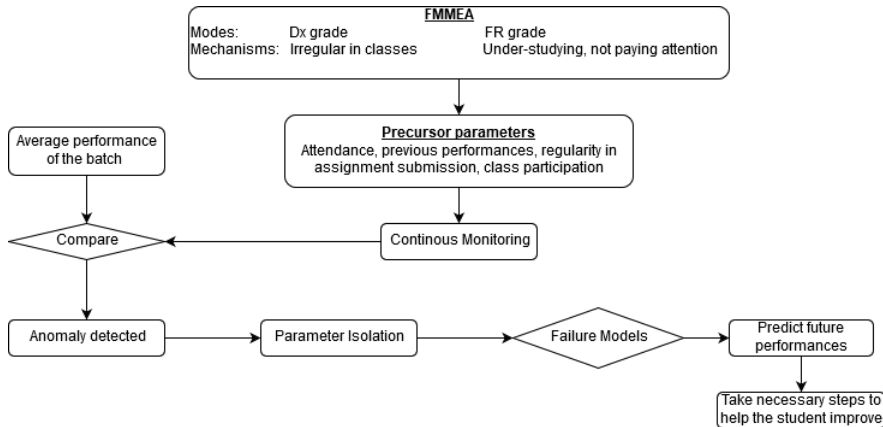 FMMEA
Modes: Dx grade FR grade
Mechanisms: Irregular in classes Under-studying, not paying attention
Precursor parameters
Attendance, previous performances, regularity in
assignment submission, class participation
Average performance
of the batch
Compare
Continous Monitoring
Anomaly detected
Parameter Isolation
Failure Models
Predict future
performances
Take necessary steps to
help the student improve